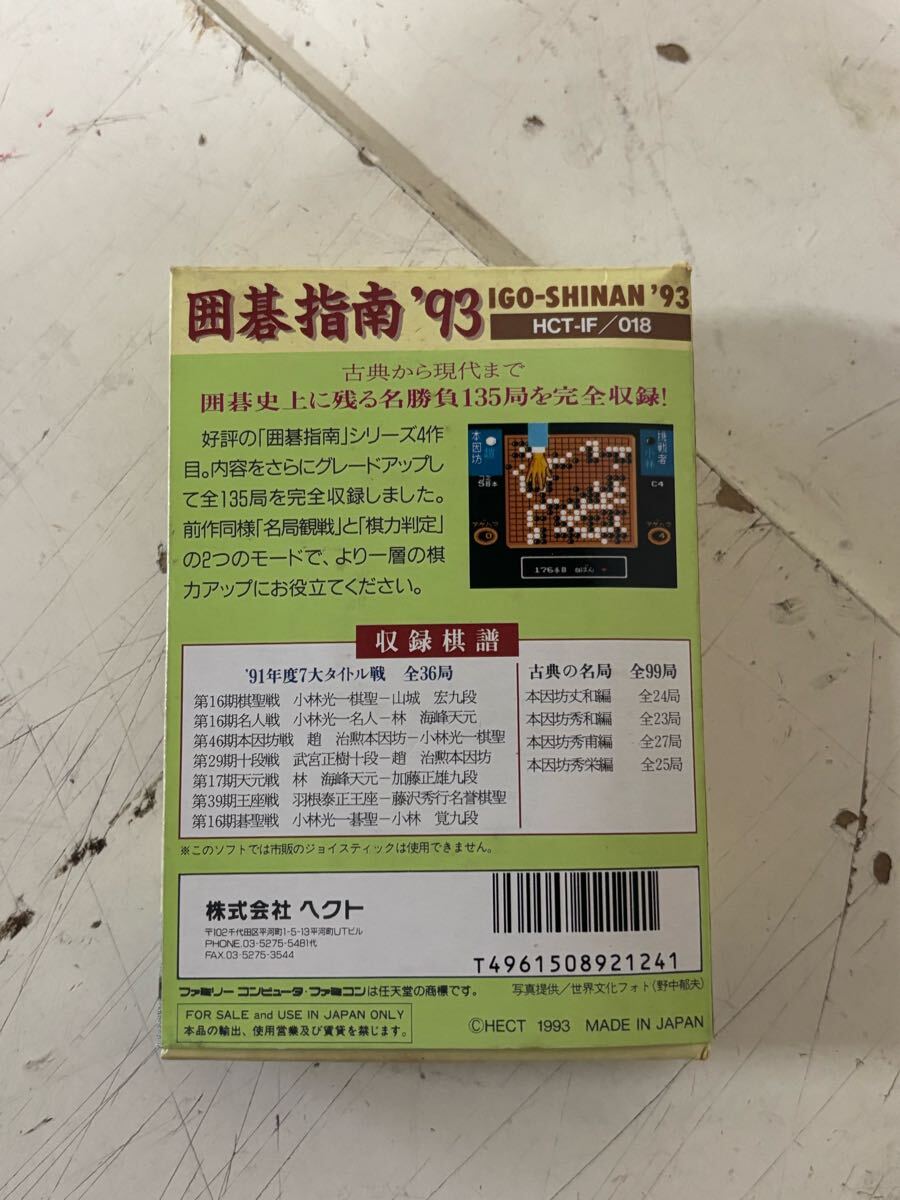 囲碁指南'93
IGO-SHINAN '93
HCT-IF/018
古典から現代まで
囲碁史上に残る名勝負135局を完全収録!
好評の「囲碁指南」シリーズ4作
目。内容をさらにグレードアップし
て全135局を完全収録しました。
前作同様「名局観戦」と「棋力判定」
の2つのモードで、より一層の棋
力アップにお役立てください。
本因坊
挑戦者
小林
C4
アゲハマ
0
アゲハマ
4
176手目
収録棋譜
'91年度7大タイトル戦 全36局
第16期棋聖戦 小林光一棋聖−山城 宏九段
第16期名人戦 小林光一名人−林 海峰天元
第46期本因坊戦 趙 治勲本因坊−小林光一棋聖
第29期十段戦 武宮正樹十段−趙 治勲本因坊
第17期天元戦 林 海峰天元−加藤正雄九段
第39期王座戦 羽根泰正王座−藤沢秀行名誉棋聖
第16期碁聖戦 小林光一碁聖−小林 覚九段
古典の名局 全99局
本因坊丈和編 全24局
本因坊秀和編 全23局
本因坊秀甫編 全27局
本因坊秀栄編 全25局
※このソフトでは市販のジョイスティックは使用できません。
株式会社 ヘクト
〒102千代田区平河町1-5-13平河町UTビル
PHONE.03-5275-5481代
FAX.03-5275-3544
T4961508921241
ファミリー コンピュータ・ファミコンは任天堂の商標です。
写真提供/世界文化フォト(野中郁夫)
FOR SALE and USE IN JAPAN ONLY
本品の輸出、使用営業及び賃貸を禁じます。
©HECT 1993 MADE IN JAPAN